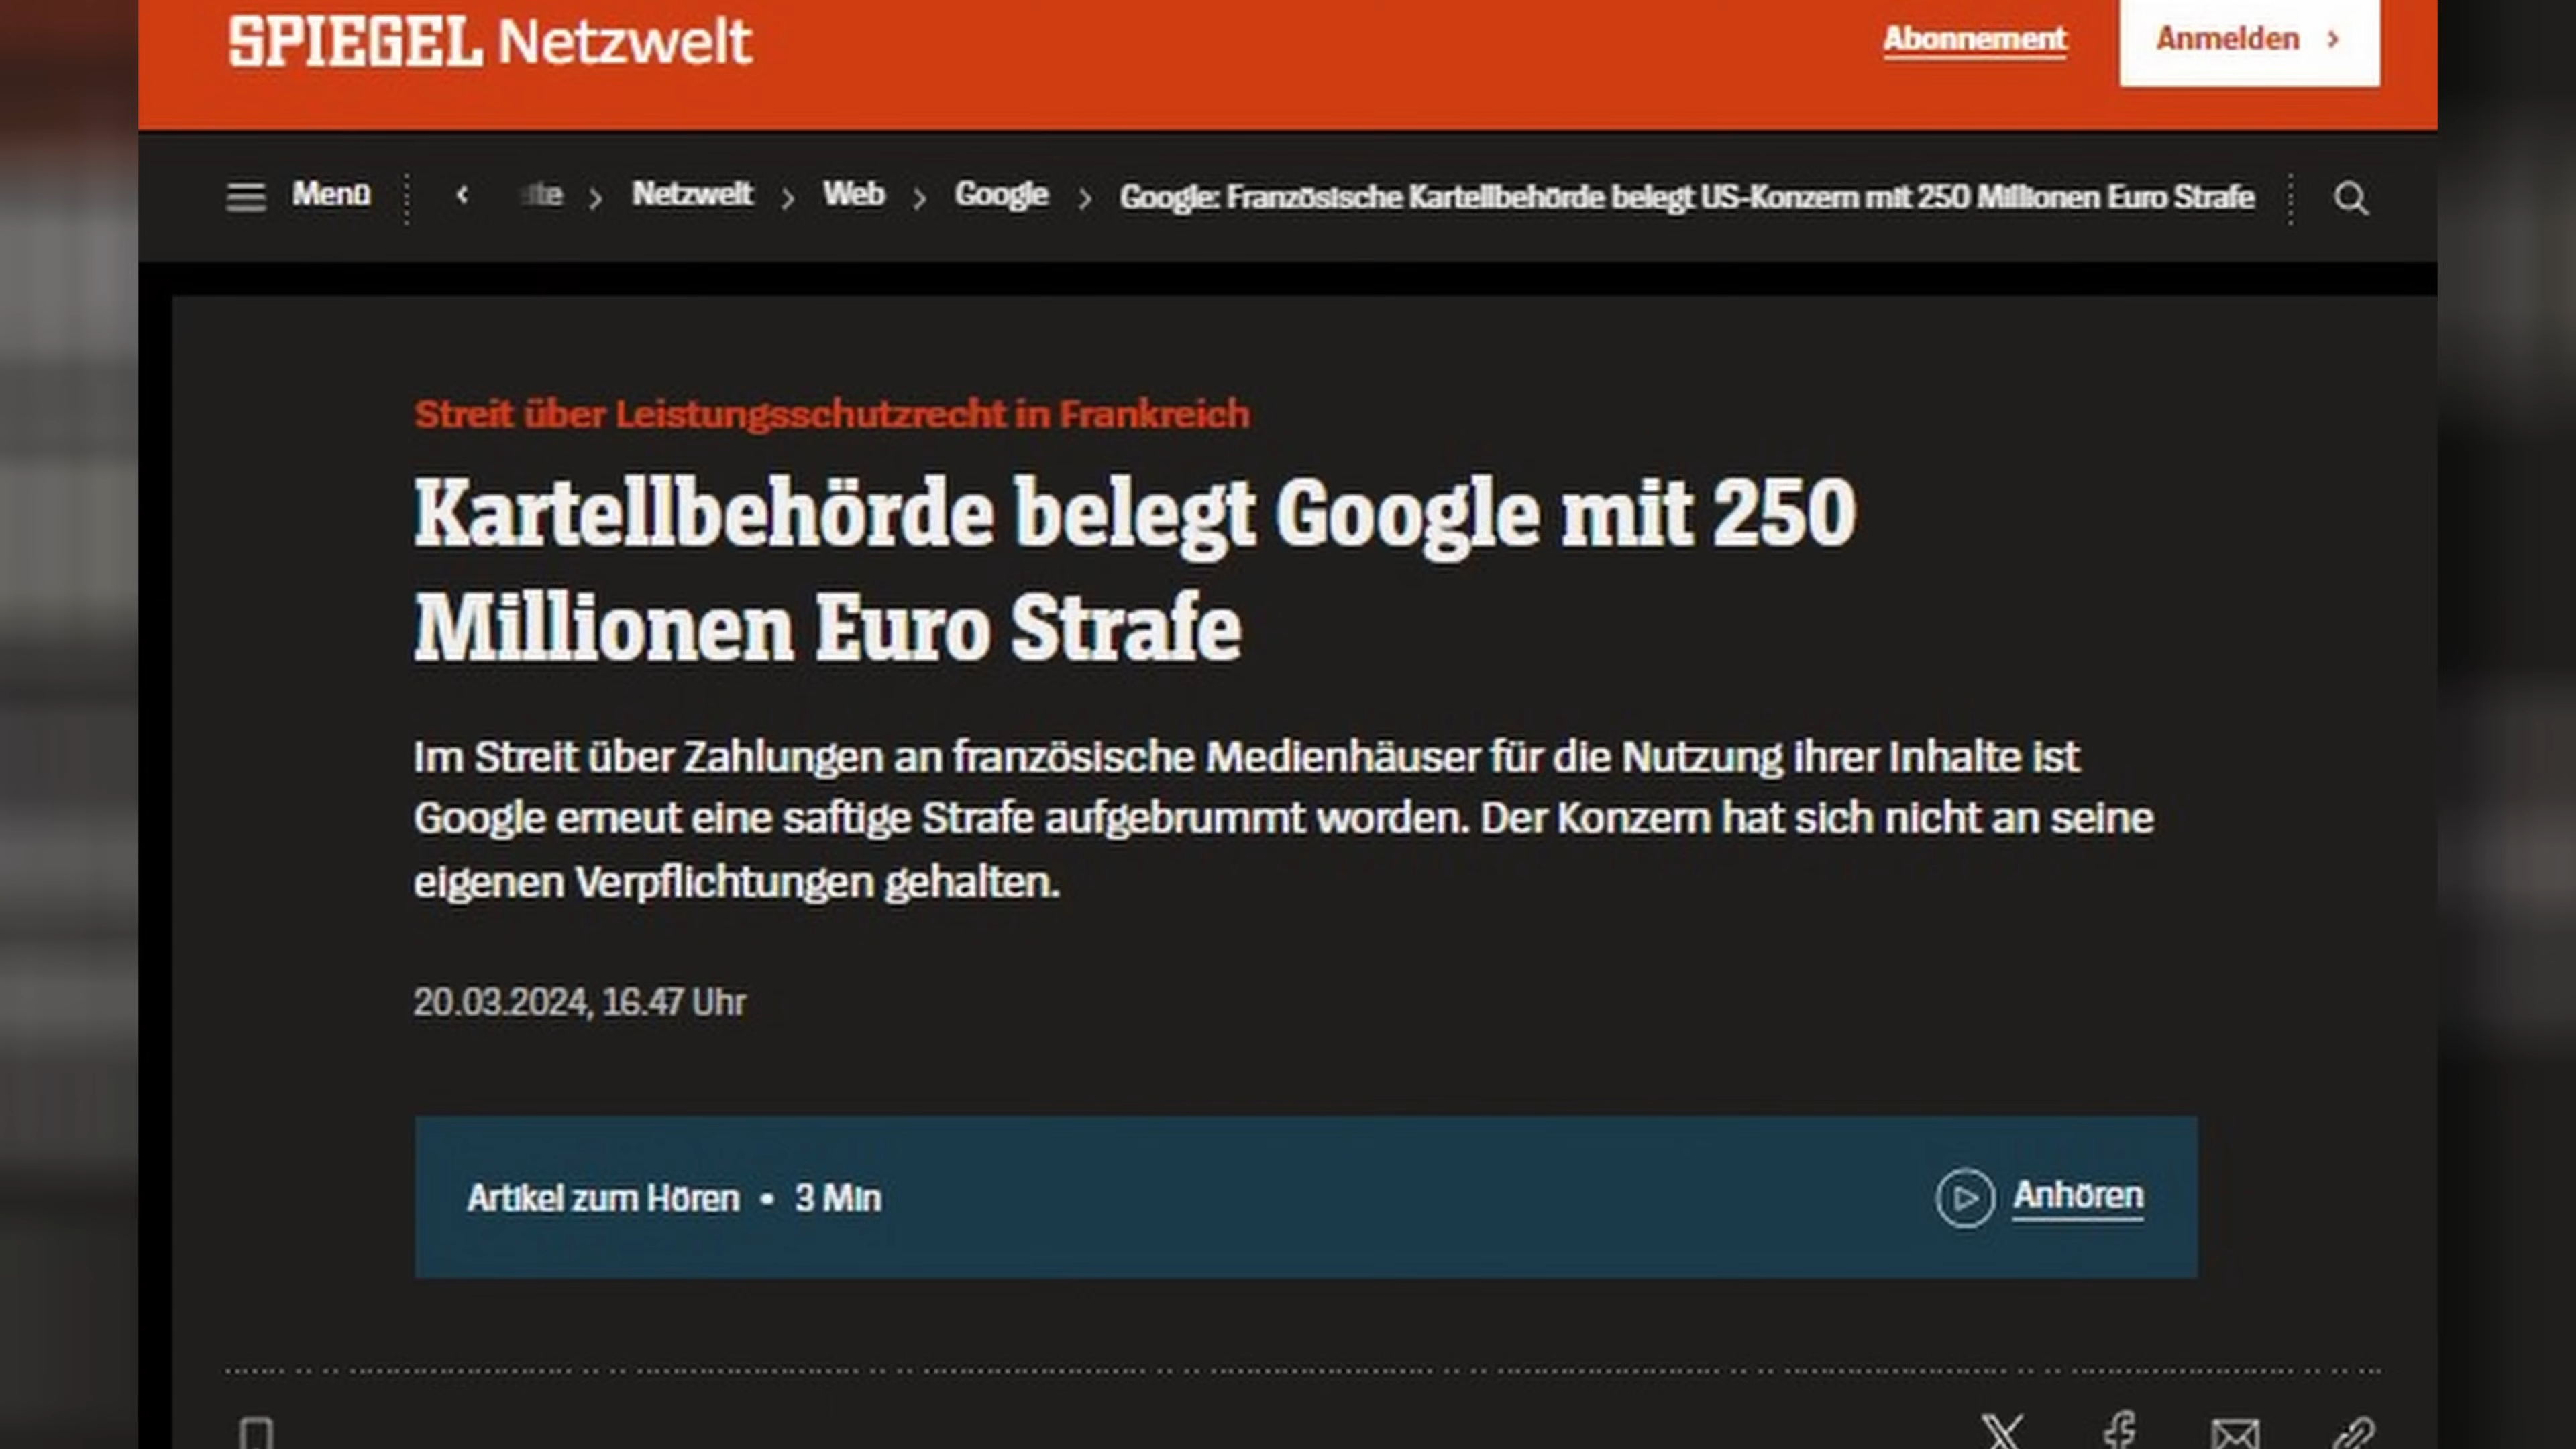 SPIEGEL Netzwelt
Abonnement
Anmelden
Menü
Netzwelt > Web > Google > Google: Französische Kartellbehörde belegt US-Konzern mit 250 Millionen Euro Strafe
Streit über Leistungsschutzrecht in Frankreich
Kartellbehörde belegt Google mit 250
Millionen Euro Strafe
Im Streit über Zahlungen an französische Medienhäuser für die Nutzung ihrer Inhalte ist
Google erneut eine saftige Strafe aufgebrummt worden. Der Konzern hat sich nicht an seine
eigenen Verpflichtungen gehalten.
20.03.2024, 16.47 Uhr
Artikel zum Hören • 3 Min
Anhören